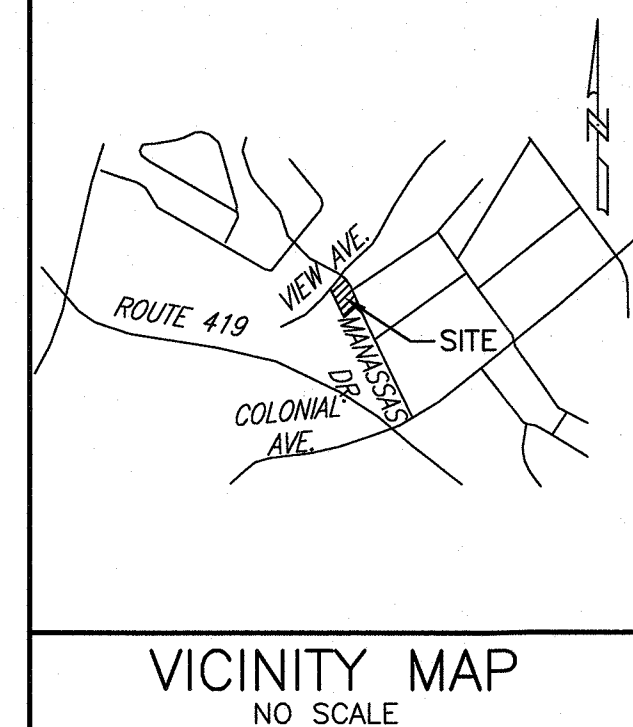 N
VIEW AVE.
ROUTE 419
SITE
MANASSAS
DR.
COLONIAL
AVE.
VICINITY MAP
NO SCALE